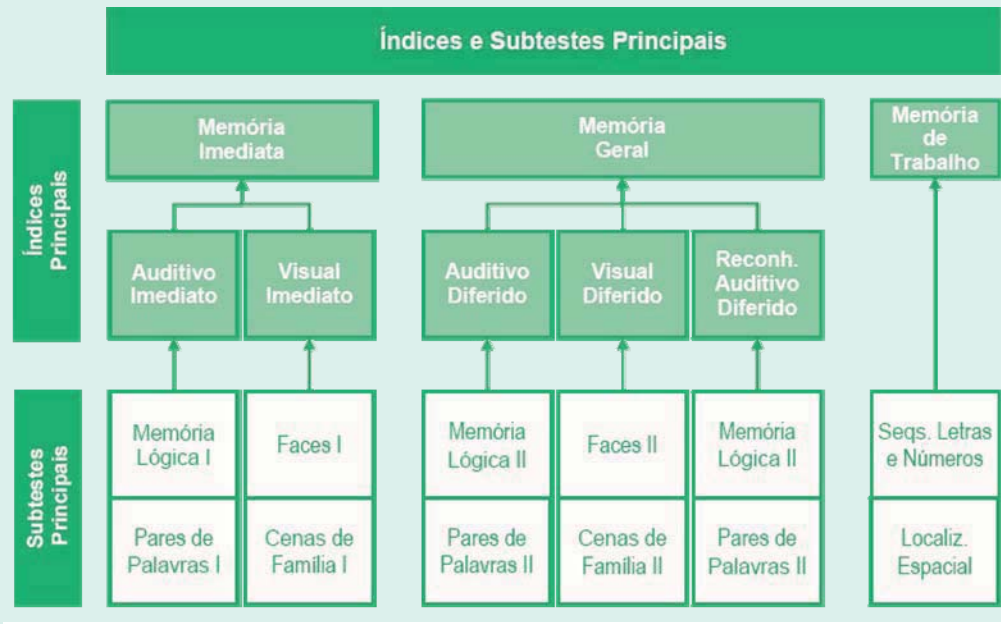 Índices e Subtestes Principais
Índices
Principais
Memória
Imediata
Memória
Geral
Memória
de
Trabalho
Auditivo
Imediato
Visual
Imediato
Auditivo
Diferido
Visual
Diferido
Reconh.
Auditivo
Diferido
Subtestes
Principais
Memória
Lógica I
Faces I
Memória
Lógica II
Faces II
Memória
Lógica II
Seqs. Letras
e Números
Pares de
Palavras I
Cenas de
Família I
Pares de
Palavras II
Cenas de
Família II
Pares de
Palavras II
Localiz.
Espacial